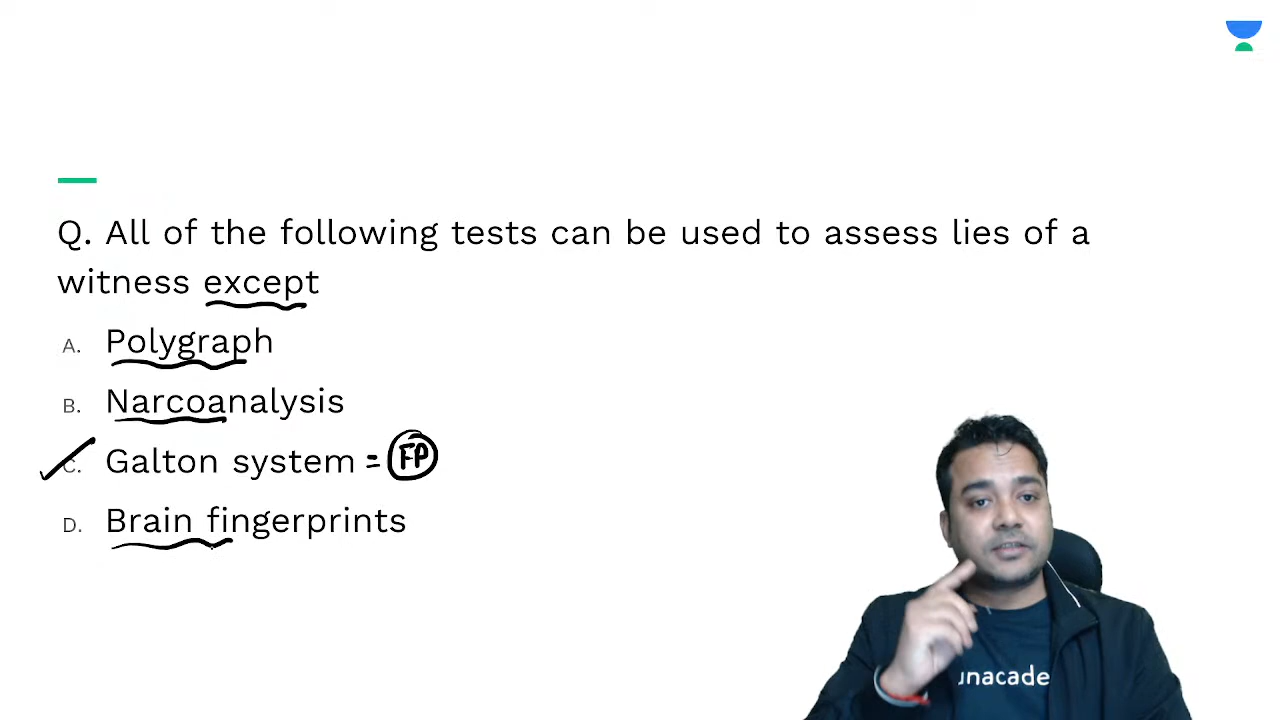 Q. All of the following tests can be used to assess lies of a
witness except
A. Polygraph
B. Narcoanalysis
C. Galton system = FP
D. Brain fingerprints
unacade